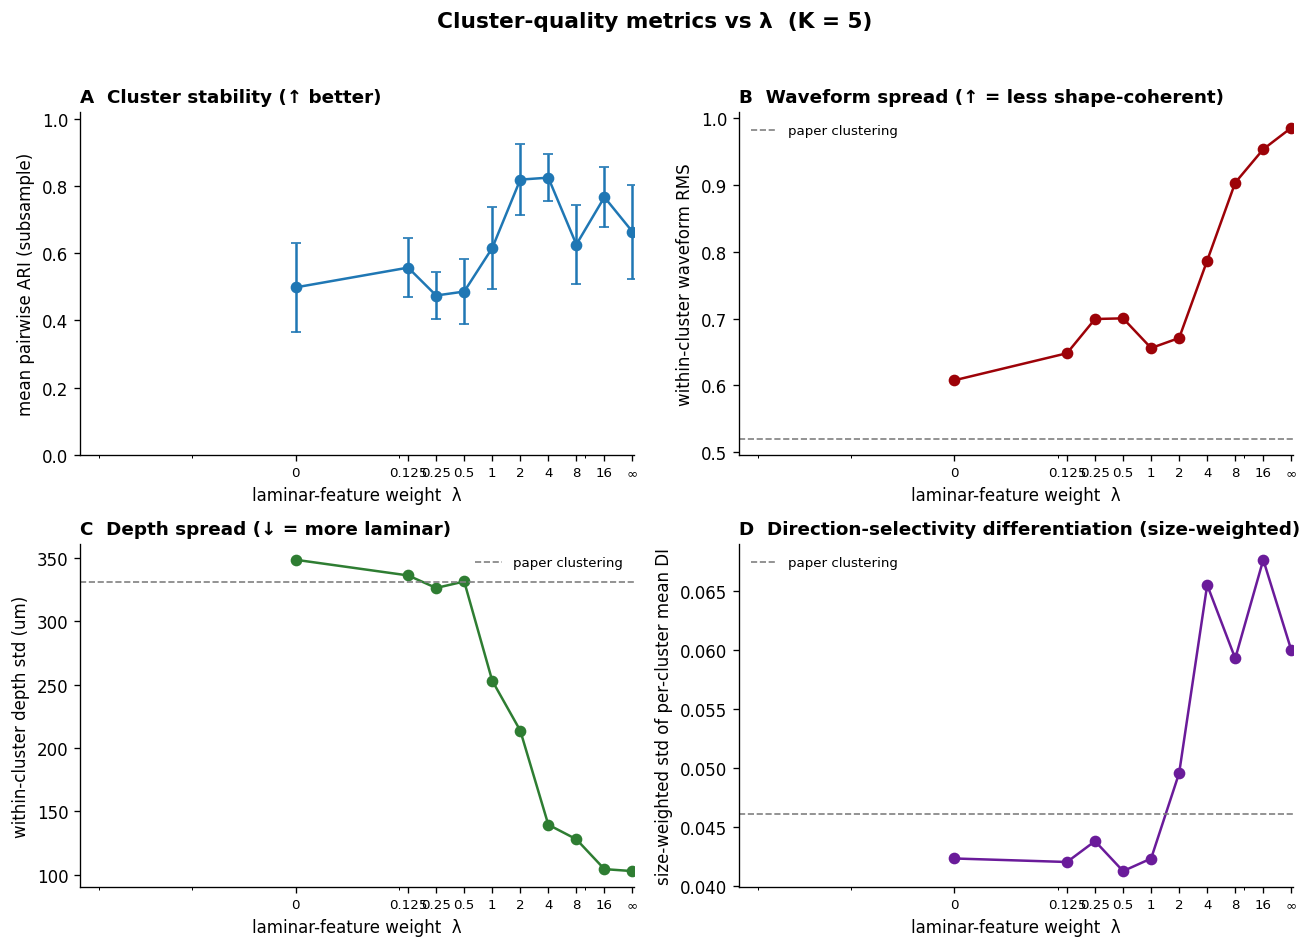 Cluster-quality metrics vs λ  (K = 5)
A  Cluster stability (↑ better)
mean pairwise ARI (subsample)
1.0
0.8
0.6
0.4
0.2
0.0
0 0.125 0.25 0.5 1 2 4 8 16 ∞
laminar-feature weight  λ
B  Waveform spread (↑ = less shape-coherent)
paper clustering
within-cluster waveform RMS
1.0
0.9
0.8
0.7
0.6
0.5
0 0.125 0.25 0.5 1 2 4 8 16 ∞
laminar-feature weight  λ
C  Depth spread (↓ = more laminar)
paper clustering
within-cluster depth std (um)
350
300
250
200
150
100
0 0.125 0.25 0.5 1 2 4 8 16 ∞
laminar-feature weight  λ
D  Direction-selectivity differentiation (size-weighted)
paper clustering
size-weighted std of per-cluster mean DI
0.065
0.060
0.055
0.050
0.045
0.040
0 0.125 0.25 0.5 1 2 4 8 16 ∞
laminar-feature weight  λ